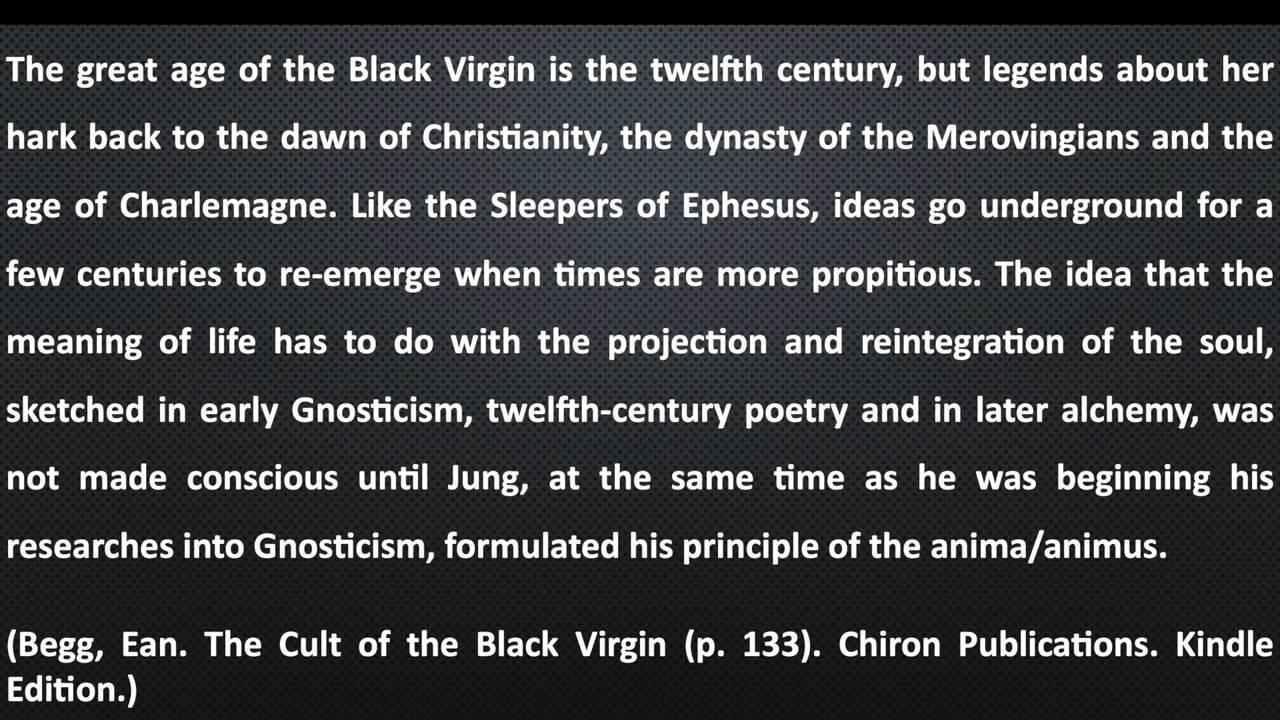 The great age of the Black Virgin is the twelfth century, but legends about her
hark back to the dawn of Christianity, the dynasty of the Merovingians and the
age of Charlemagne. Like the Sleepers of Ephesus, ideas go underground for a
few centuries to re-emerge when times are more propitious. The idea that the
meaning of life has to do with the projection and reintegration of the soul,
sketched in early Gnosticism, twelfth-century poetry and in later alchemy, was
not made conscious until Jung, at the same time as he was beginning his
researches into Gnosticism, formulated his principle of the anima/animus.
(Begg, Ean. The Cult of the Black Virgin (p. 133). Chiron Publications. Kindle
Edition.)